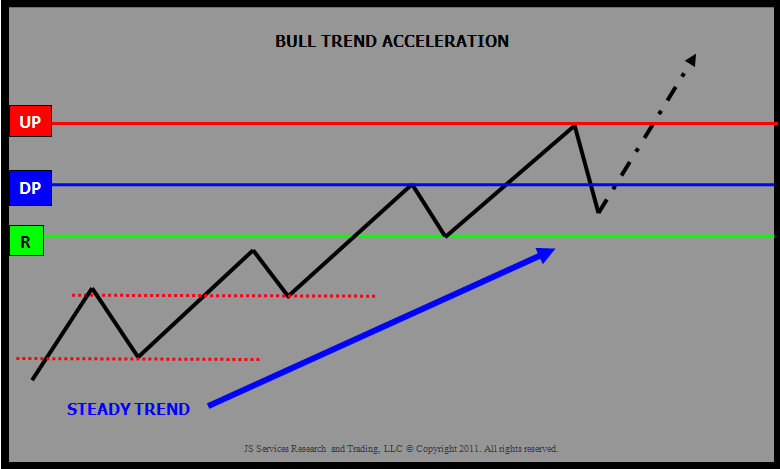 BULL TREND ACCELERATION
UP
DP
R
STEADY TREND
JS Services Research and Trading, LLC © Copyright 2011. All rights reserved.